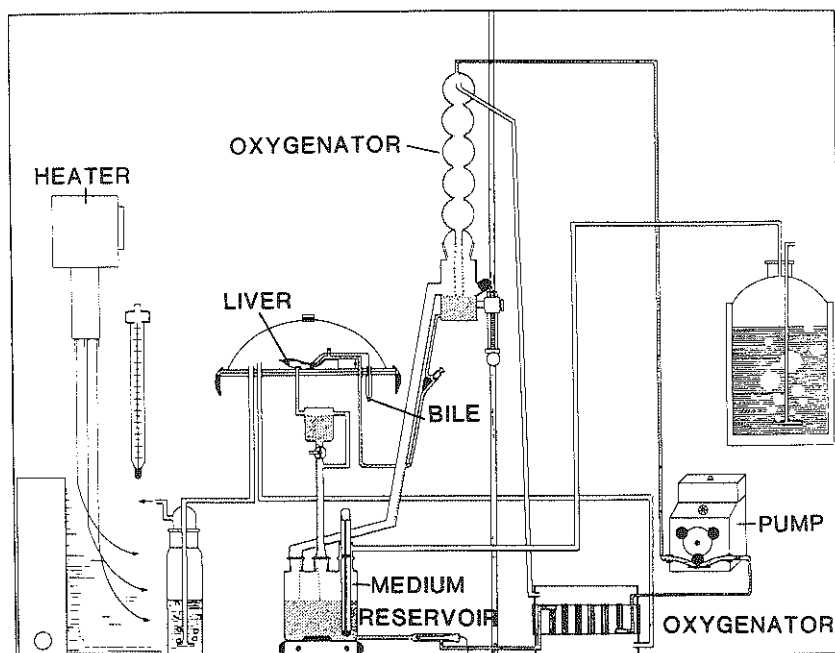 OXYGENATOR
HEATER
LIVER
BILE
PUMP
MEDIUM
RESERVOIR
OXYGENATOR